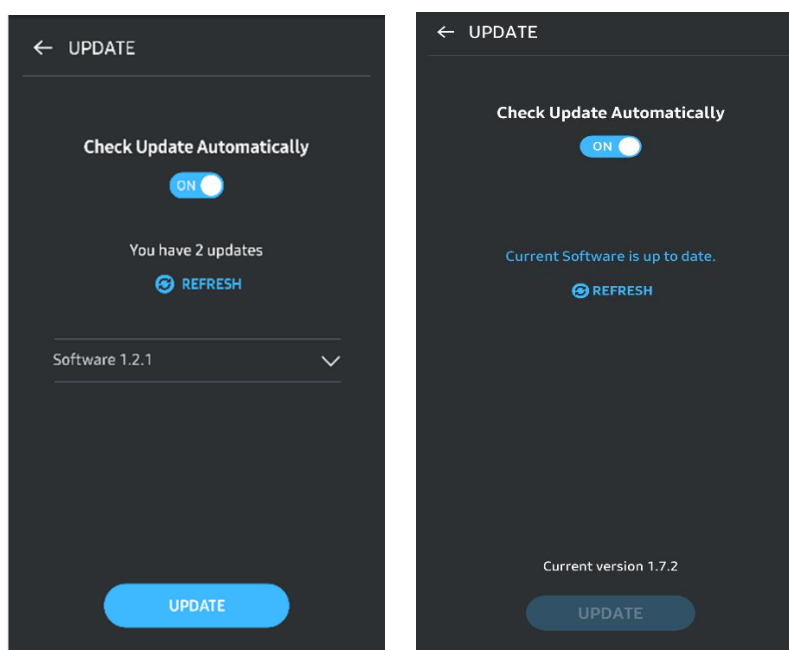 UPDATE
Check Update Automatically
ON
You have 2 updates
REFRESH
Software 1.2.1
UPDATE
UPDATE
Check Update Automatically
ON
Current Software is up to date.
REFRESH
Current version 1.7.2
UPDATE